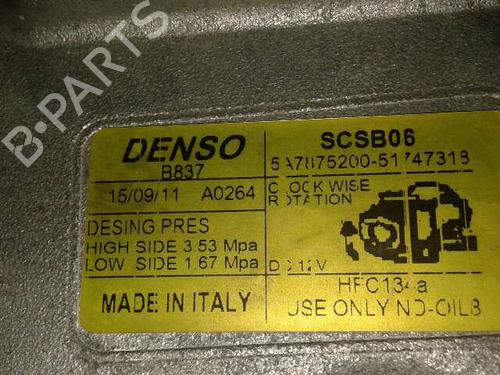 B-PARTS
DENSO
B837
15/09/11 A0264
DESING PRES
HIGH SIDE 3.53 Mpa
LOW SIDE 1.67 Mpa
MADE IN ITALY
SCSB06
5A7875200-51747318
CLOCK WISE
ROTATION
DC 12V
HFC134a
USE ONLY ND-OIL8